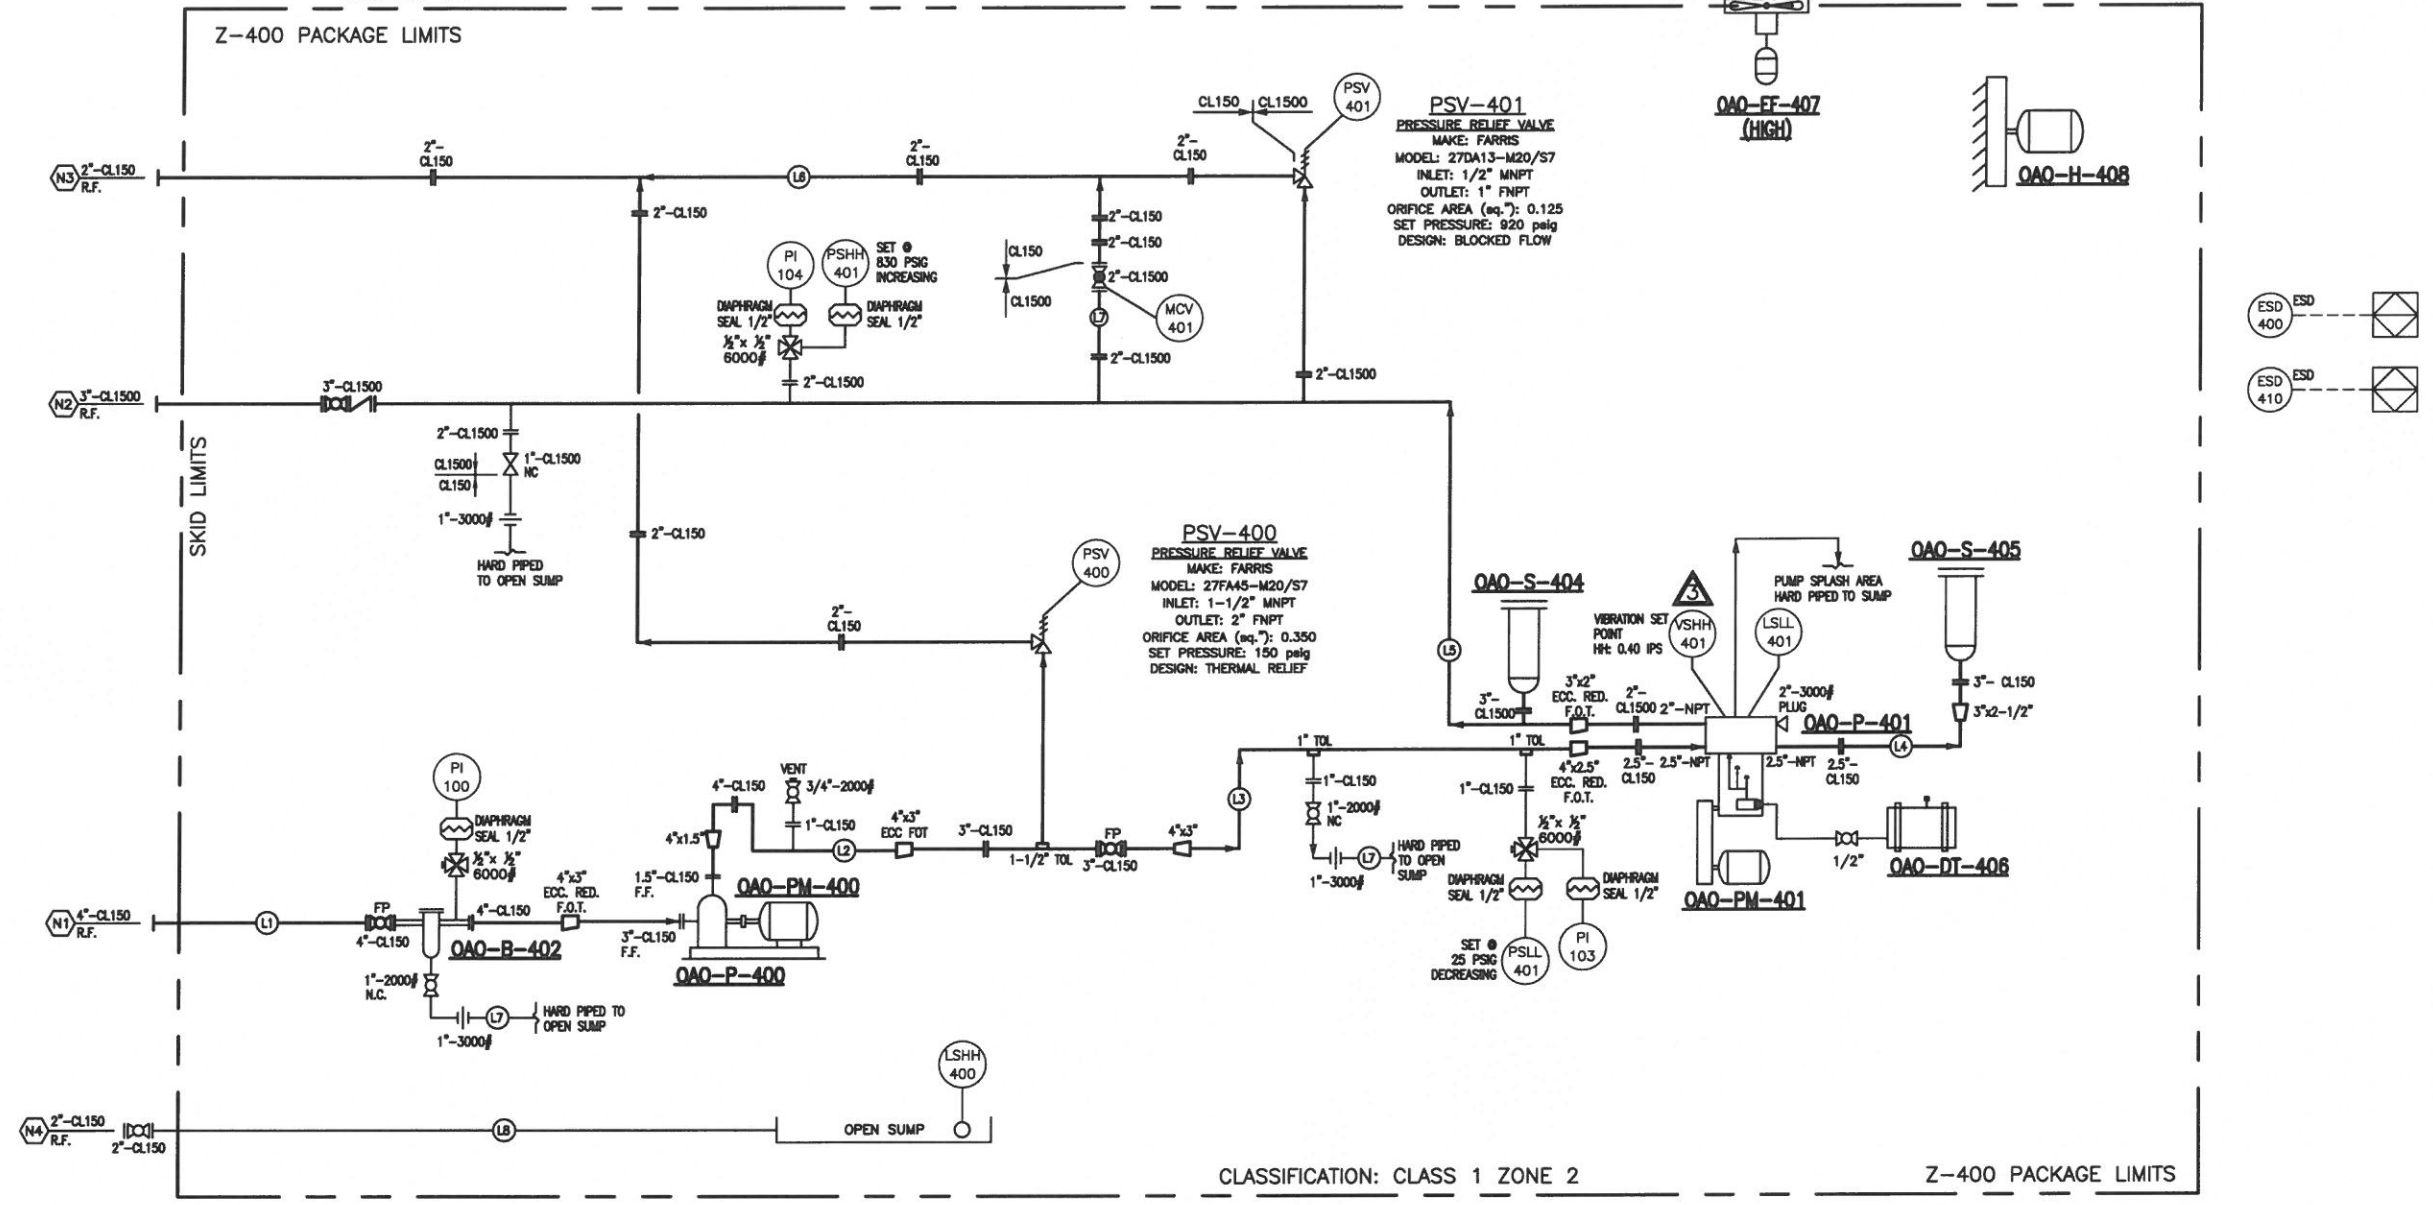 Z-400 PACKAGE LIMITS
OAO-EF-407
(HIGH)
OAO-H-408
CL150
CL1500
PSV
401
PSV-401
PRESSURE RELIEF VALVE
MAKE: FARRIS
MODEL: 27DA13-M20/S7
INLET: 1/2" MNPT
OUTLET: 1" FNPT
ORIFICE AREA (sq."): 0.125
SET PRESSURE: 920 psig
DESIGN: BLOCKED FLOW
N3
2"-CL150
R.F.
2"-
CL150
L6
2"-
CL150
2"-
CL150
2"-CL150
PI
104
PSHH
401
SET @
830 PSIG
INCREASING
DIAPHRAGM
SEAL 1/2"
DIAPHRAGM
SEAL 1/2"
½"x ½"
6000#
2"-CL1500
CL150
CL1500
2"-CL150
2"-CL150
2"-CL1500
L7
MCV
401
2"-CL1500
2"-CL1500
ESD
400
ESD
ESD
410
ESD
N2
3"-CL1500
R.F.
3"-CL1500
SKID LIMITS
2"-CL1500
CL1500
CL150
1"-CL1500
NC
1"-3000#
HARD PIPED
TO OPEN SUMP
2"-CL150
2"-
CL150
PSV
400
PSV-400
PRESSURE RELIEF VALVE
MAKE: FARRIS
MODEL: 27FA45-M20/S7
INLET: 1-1/2" MNPT
OUTLET: 2" FNPT
ORIFICE AREA (sq."): 0.350
SET PRESSURE: 150 psig
DESIGN: THERMAL RELIEF
L5
OAO-S-404
3"-
CL1500
3"x2"
ECC. RED.
F.O.T.
2"-
CL1500
2"-NPT
VIBRATION SET
POINT
HH: 0.40 IPS
3
VSHH
401
LSLL
401
PUMP SPLASH AREA
HARD PIPED TO SUMP
2"-3000#
PLUG
OAO-P-401
OAO-S-405
3"- CL150
3"x2-1/2"
L4
2.5"-NPT
2.5"-
CL150
1" TOL
1" TOL
4"x2.5"
ECC. RED.
F.O.T.
2.5"-
CL150
2.5"-NPT
L3
1"-CL150
1"-2000#
NC
1"-3000#
L7
HARD PIPED
TO OPEN
SUMP
1"-CL150
½"x ½"
6000#
DIAPHRAGM
SEAL 1/2"
DIAPHRAGM
SEAL 1/2"
SET @
25 PSIG
DECREASING
PSLL
401
PI
103
OAO-PM-401
1/2"
OAO-DT-406
PI
100
DIAPHRAGM
SEAL 1/2"
½"x ½"
6000#
4"x3"
ECC. RED.
F.O.T.
N1
4"-CL150
R.F.
L1
FP
4"-CL150
4"-CL150
OAO-B-402
1"-2000#
N.C.
1"-3000#
L7
HARD PIPED TO
OPEN SUMP
4"-CL150
4"x1.5"
1.5"-CL150
F.F.
3"-CL150
F.F.
OAO-PM-400
OAO-P-400
VENT
3/4"-2000#
1"-CL150
L2
4"x3"
ECC FOT
3"-CL150
1-1/2" TOL
FP
3"-CL150
4"x3"
N4
2"-CL150
R.F.
2"-CL150
L8
OPEN SUMP
LSHH
400
CLASSIFICATION: CLASS 1 ZONE 2
Z-400 PACKAGE LIMITS